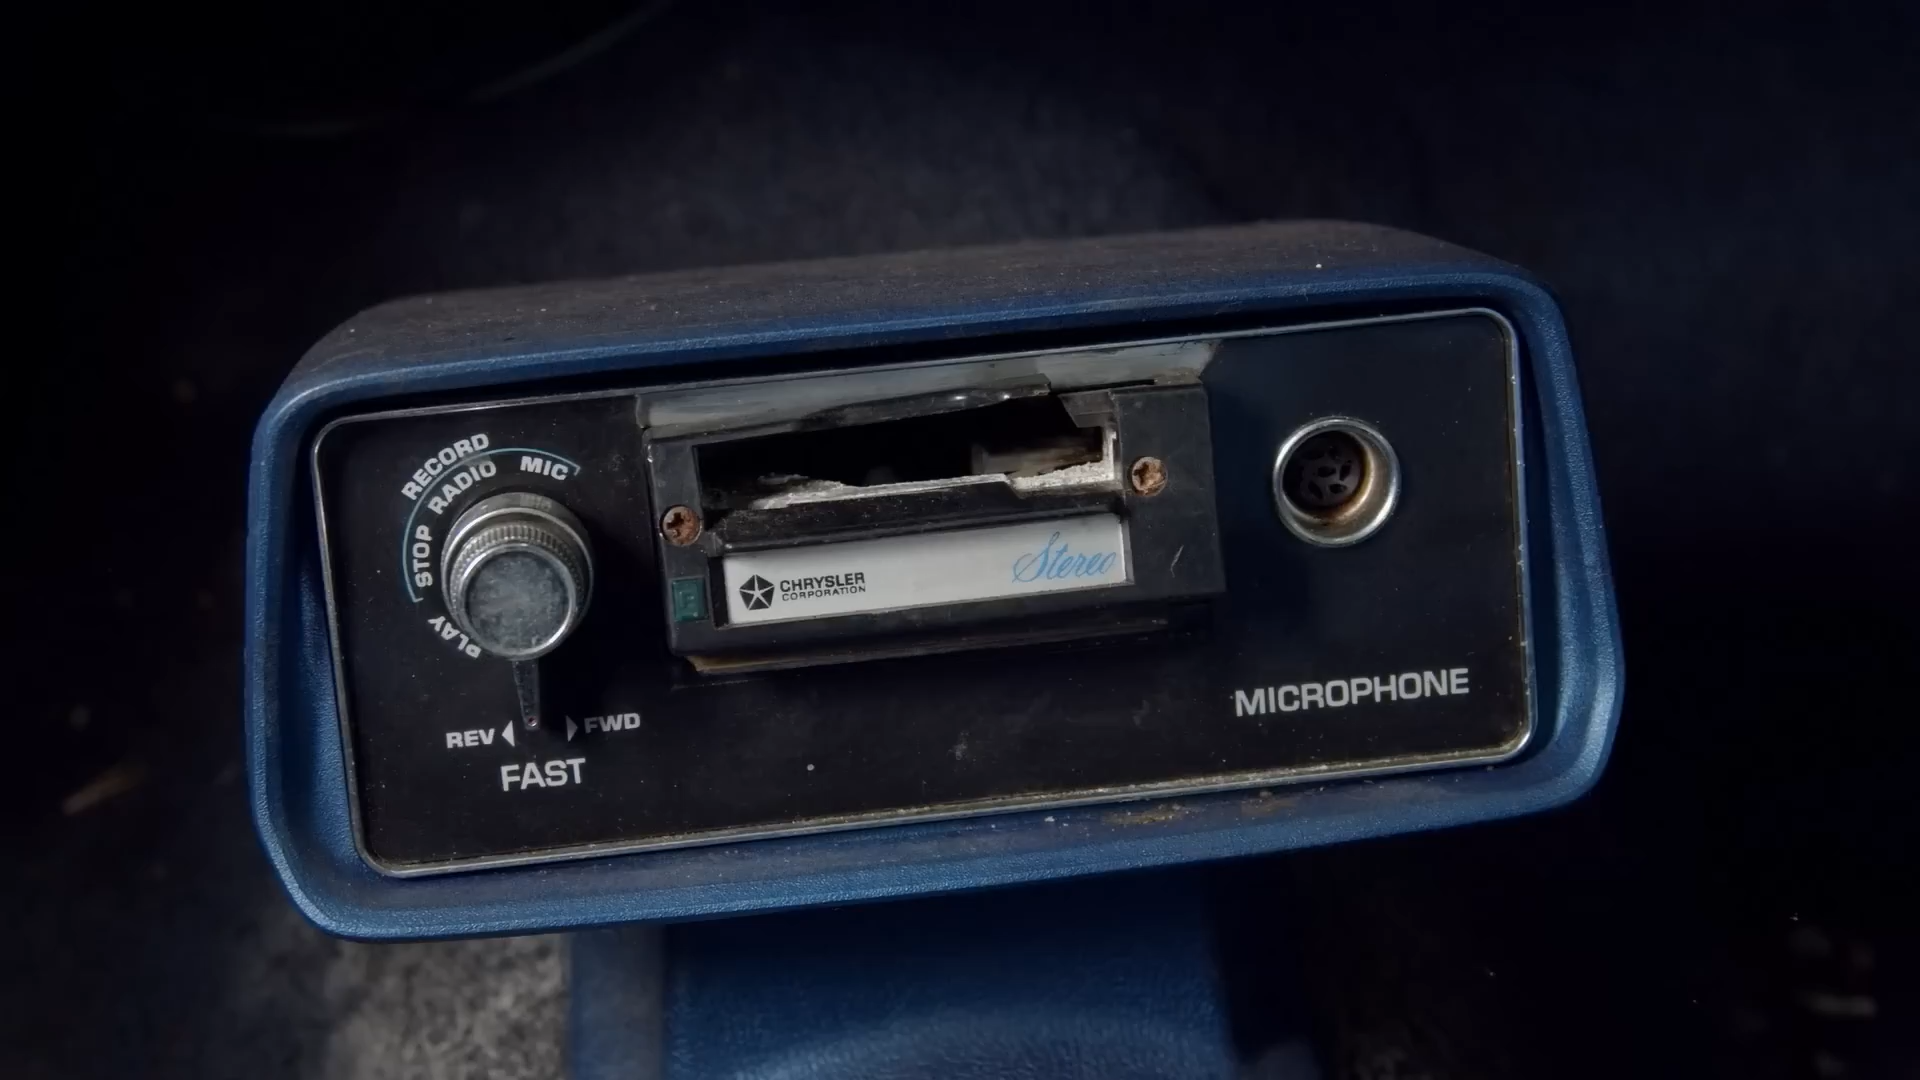 RECORD
RADIO MIC
STOP
PLAY
REV FWD
FAST
CHRYSLER
CORPORATION
Stereo
MICROPHONE